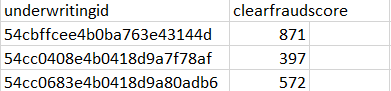 underwritingid clearfraudscore
54cbffcee4b0ba763e43144d 871
54cc0408e4b0418d9a7f78af 397
54cc0683e4b0418d9a80adb6 572